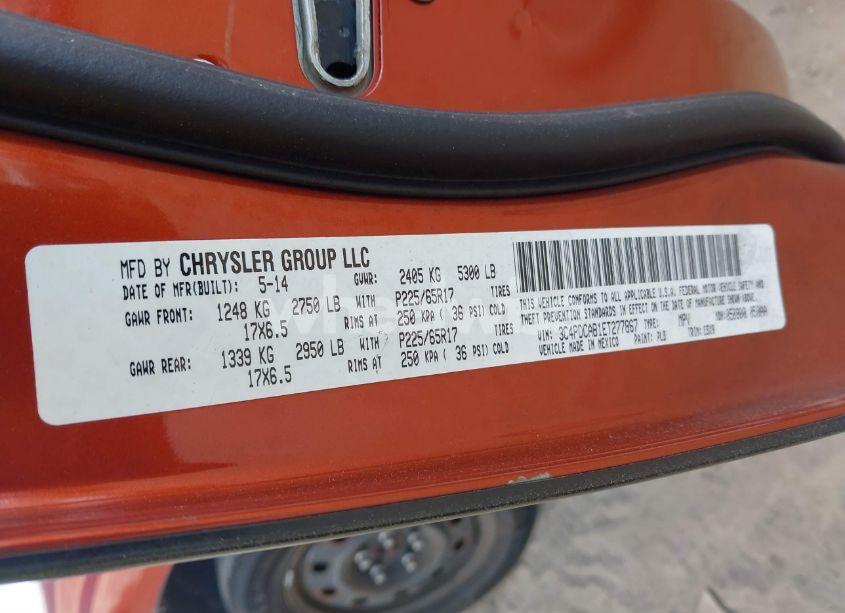 MFD BY CHRYSLER GROUP LLC
DATE OF MFR(BUILT): 5-14 GVWR: 2405 KG 5300 LB
GAWR FRONT: 1248 KG 2750 LB WITH P225/65R17 TIRES
17X6.5 RIMS AT 250 KPA ( 36 PSI) COLD
GAWR REAR: 1339 KG 2950 LB WITH P225/65R17 TIRES
17X6.5 RIMS AT 250 KPA ( 36 PSI) COLD
THIS VEHICLE CONFORMS TO ALL APPLICABLE U.S.A. FEDERAL MOTOR VEHICLE SAFETY AND
THEFT PREVENTION STANDARDS IN EFFECT ON THE DATE OF MANUFACTURE SHOWN ABOVE.
VIN: 3C4PDCAB1ET277867 TYPE: MPV MDH:
VEHICLE MADE IN MEXICO PAINT: TRIM: